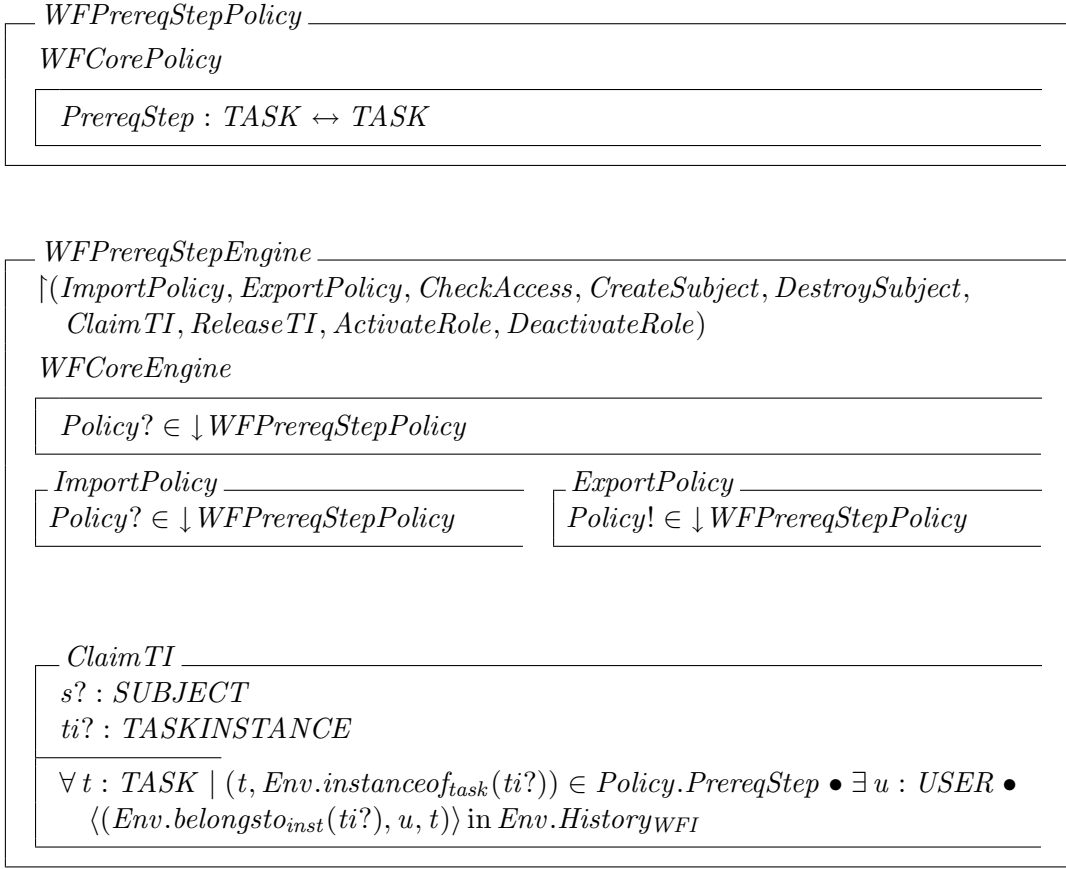 WFPrereqStepPolicy
WFCorePolicy
PrereqStep : TASK ↔ TASK
WFPrereqStepEngine
↾(ImportPolicy, ExportPolicy, CheckAccess, CreateSubject, DestroySubject,
ClaimTI, ReleaseTI, ActivateRole, DeactivateRole)
WFCoreEngine
Policy? ∈ ↓ WFPrereqStepPolicy
ImportPolicy
Policy? ∈ ↓ WFPrereqStepPolicy
ExportPolicy
Policy! ∈ ↓ WFPrereqStepPolicy
ClaimTI
s? : SUBJECT
ti? : TASKINSTANCE
∀ t : TASK | (t, Env.instanceof_task(ti?)) ∈ Policy.PrereqStep • ∃ u : USER •
⟨(Env.belongsto_inst(ti?), u, t)⟩ in Env.History_WFI